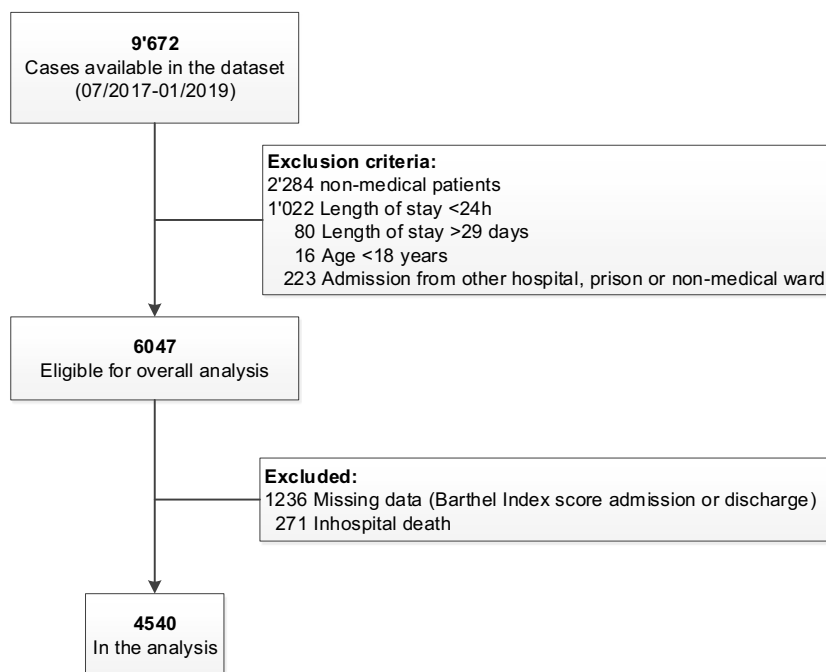 9'672
Cases available in the dataset
(07/2017-01/2019)
Exclusion criteria:
2'284 non-medical patients
1'022 Length of stay <24h
80 Length of stay >29 days
16 Age <18 years
223 Admission from other hospital, prison or non-medical ward
6047
Eligible for overall analysis
Excluded:
1236 Missing data (Barthel Index score admission or discharge)
271 Inhospital death
4540
In the analysis